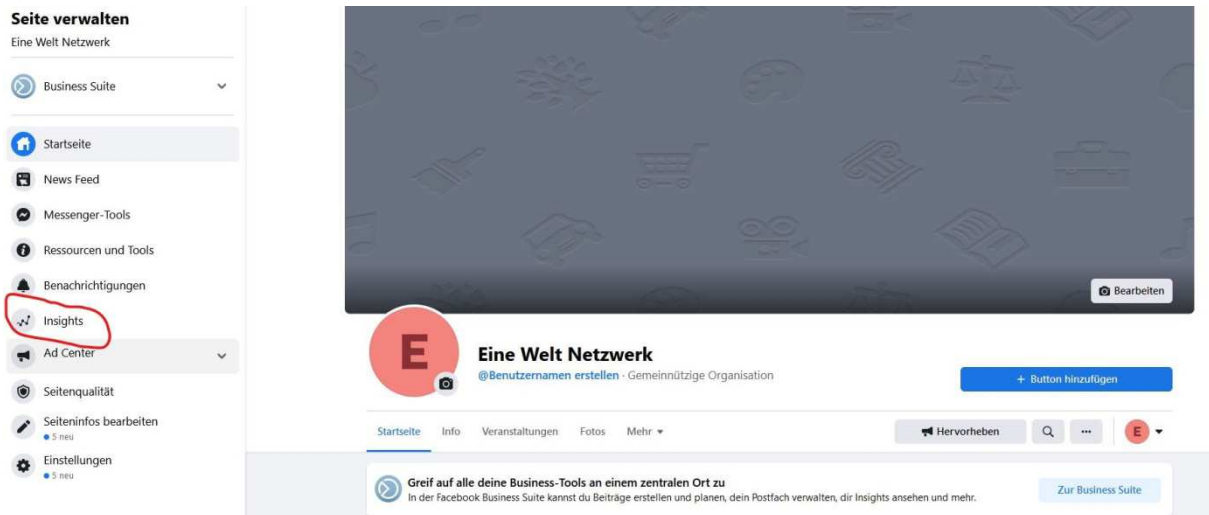 Seite verwalten
Eine Welt Netzwerk
Business Suite
Startseite
News Feed
Messenger-Tools
Ressourcen und Tools
Benachrichtigungen
Insights
Ad Center
Seitenqualität
Seiteninfos bearbeiten
5 neu
Einstellungen
5 neu
Bearbeiten
E
Eine Welt Netzwerk
@Benutzernamen erstellen · Gemeinnützige Organisation
+ Button hinzufügen
Startseite Info Veranstaltungen Fotos Mehr Hervorheben ... E
Greif auf alle deine Business-Tools an einem zentralen Ort zu
In der Facebook Business Suite kannst du Beiträge erstellen und planen, dein Postfach verwalten, dir Insights ansehen und mehr.
Zur Business Suite